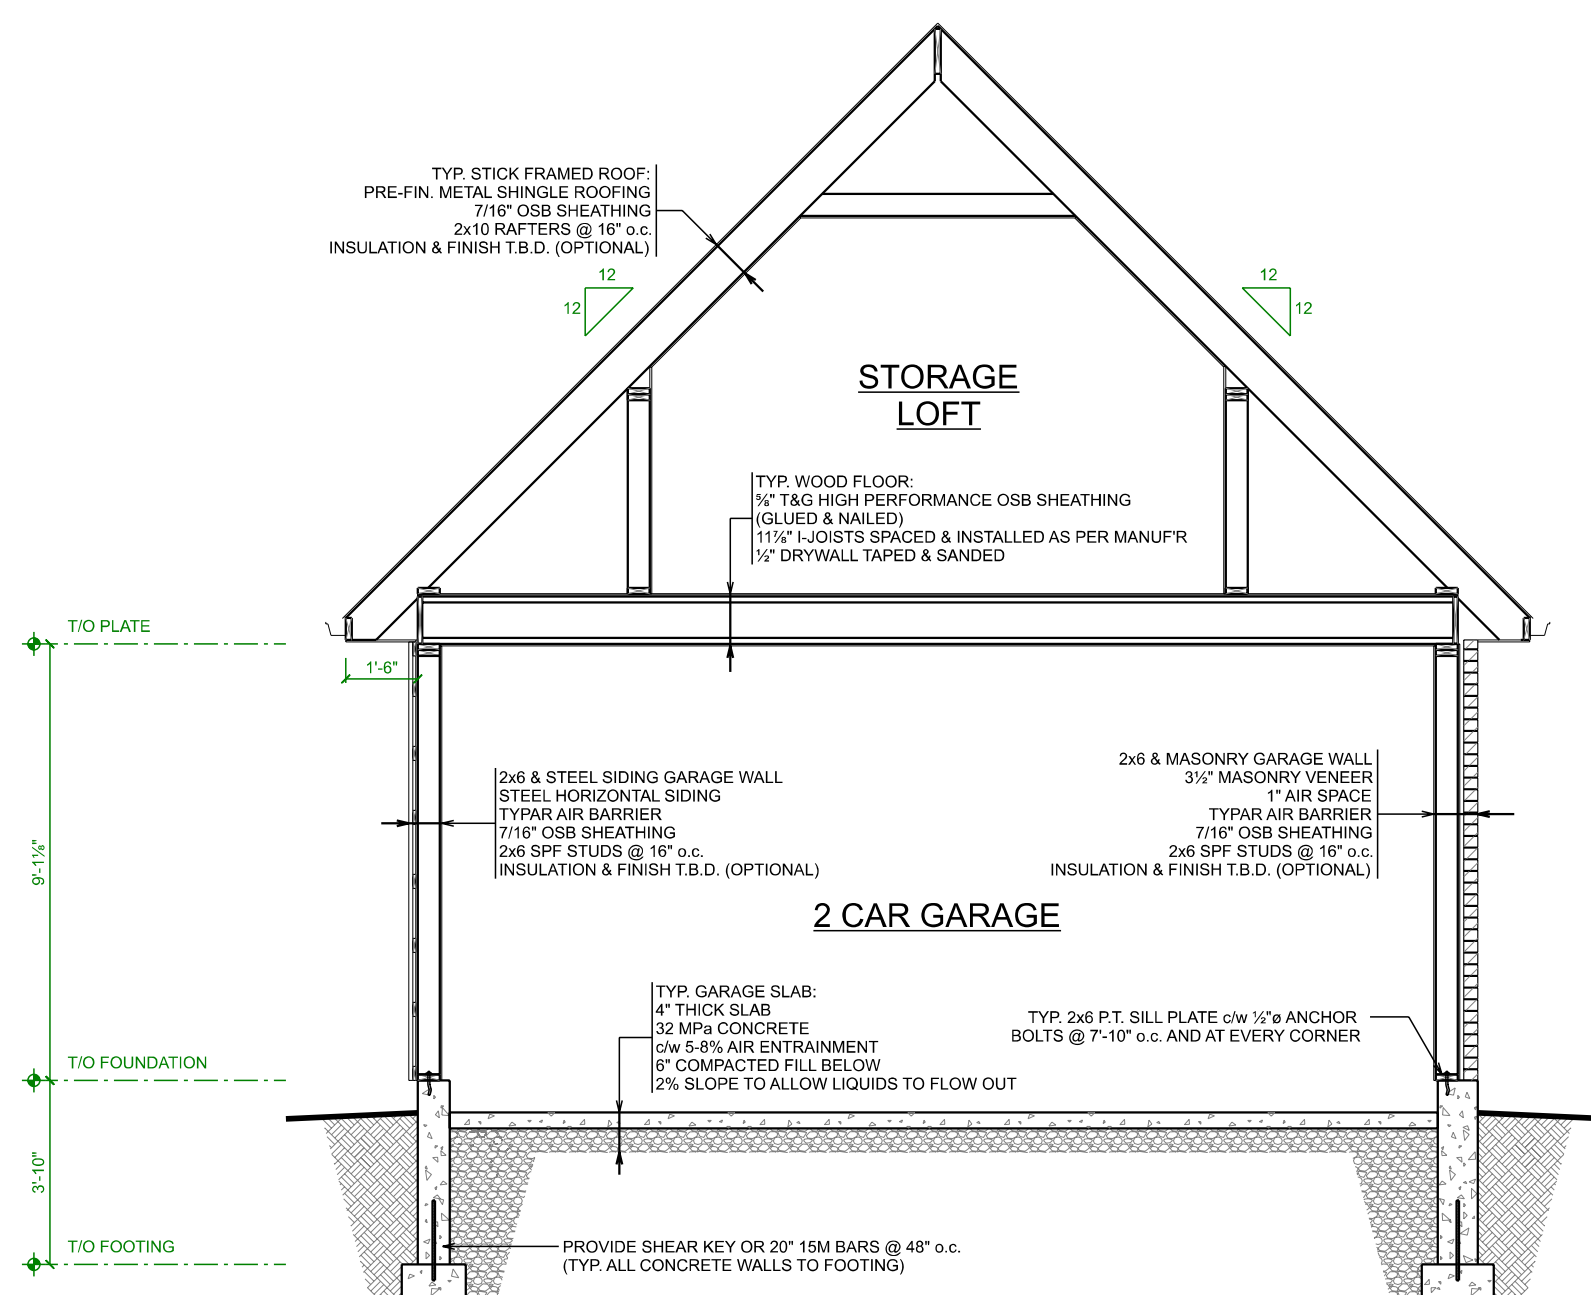 TYP. STICK FRAMED ROOF:
PRE-FIN. METAL SHINGLE ROOFING
7/16" OSB SHEATHING
2x10 RAFTERS @ 16" o.c.
INSULATION & FINISH T.B.D. (OPTIONAL)
12
12
12
12
STORAGE
LOFT
TYP. WOOD FLOOR:
⅝" T&G HIGH PERFORMANCE OSB SHEATHING
(GLUED & NAILED)
11⅞" I-JOISTS SPACED & INSTALLED AS PER MANUF'R
½" DRYWALL TAPED & SANDED
T/O PLATE
1'-6"
2x6 & STEEL SIDING GARAGE WALL
STEEL HORIZONTAL SIDING
TYPAR AIR BARRIER
7/16" OSB SHEATHING
2x6 SPF STUDS @ 16" o.c.
INSULATION & FINISH T.B.D. (OPTIONAL)
2x6 & MASONRY GARAGE WALL
3½" MASONRY VENEER
1" AIR SPACE
TYPAR AIR BARRIER
7/16" OSB SHEATHING
2x6 SPF STUDS @ 16" o.c.
INSULATION & FINISH T.B.D. (OPTIONAL)
9'-1⅛"
2 CAR GARAGE
TYP. GARAGE SLAB:
4" THICK SLAB
32 MPa CONCRETE
c/w 5-8% AIR ENTRAINMENT
6" COMPACTED FILL BELOW
2% SLOPE TO ALLOW LIQUIDS TO FLOW OUT
TYP. 2x6 P.T. SILL PLATE c/w ½"ø ANCHOR
BOLTS @ 7'-10" o.c. AND AT EVERY CORNER
T/O FOUNDATION
3'-10"
T/O FOOTING
PROVIDE SHEAR KEY OR 20" 15M BARS @ 48" o.c.
(TYP. ALL CONCRETE WALLS TO FOOTING)